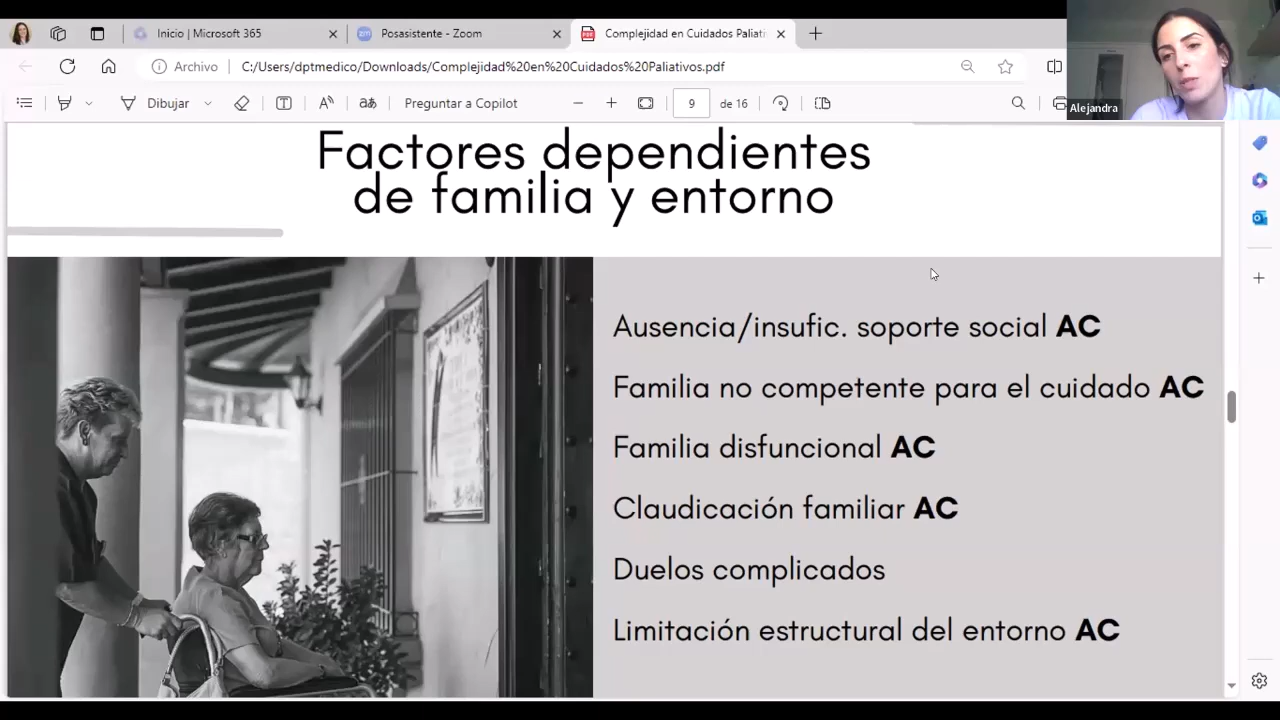 Inicio | Microsoft 365
Posasistente - Zoom
Complejidad en Cuidados Paliati
Archivo
C:/Users/dptmedico/Downloads/Complejidad%20en%20Cuidados%20Paliativos.pdf
Dibujar
Preguntar a Copilot
9
de 16
Alejandra
Factores dependientes
de familia y entorno
Ausencia/insufic. soporte social AC
Familia no competente para el cuidado AC
Familia disfuncional AC
Claudicación familiar AC
Duelos complicados
Limitación estructural del entorno AC